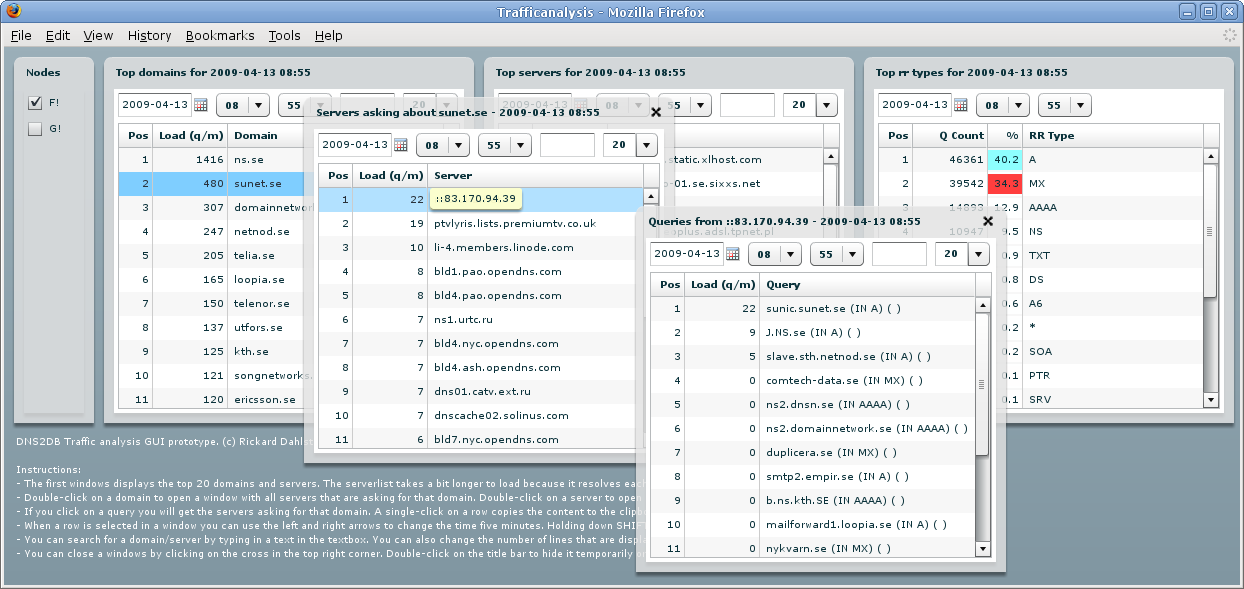 Trafficanalysis - Mozilla Firefox
File Edit View History Bookmarks Tools Help
Nodes
F!
G!
Top domains for 2009-04-13 08:55
2009-04-13 08 55 20
Pos Load (q/m) Domain
1 1416 ns.se
2 480 sunet.se
3 307 domainnetwor
4 247 netnod.se
5 205 telia.se
6 165 loopia.se
7 150 telenor.se
8 137 utfors.se
9 125 kth.se
10 121 songnetworks.
11 120 ericsson.se
Top servers for 2009-04-13 08:55
2009-04-13 08 55 20
static.xlhost.com
-01.se.sixxs.net
oplus.adsl.tpnet.pl
Servers asking about sunet.se - 2009-04-13 08:55
2009-04-13 08 55 20
Pos Load (q/m) Server
1 22 ::83.170.94.39
2 19 ptvlyris.lists.premiumtv.co.uk
3 10 li-4.members.linode.com
4 8 bld1.pao.opendns.com
5 8 bld4.pao.opendns.com
6 7 ns1.urtc.ru
7 7 bld4.nyc.opendns.com
8 7 bld4.ash.opendns.com
9 7 dns01.catv.ext.ru
10 7 dnscache02.solinus.com
11 6 bld7.nyc.opendns.com
Queries from ::83.170.94.39 - 2009-04-13 08:55
2009-04-13 08 55 20
Pos Load (q/m) Query
1 22 sunic.sunet.se (IN A) ( )
2 9 J.NS.se (IN A) ( )
3 5 slave.sth.netnod.se (IN A) ( )
4 0 comtech-data.se (IN MX) ( )
5 0 ns2.dnsn.se (IN AAAA) ( )
6 0 ns2.domainnetwork.se (IN AAAA) ( )
7 0 duplicera.se (IN MX) ( )
8 0 smtp2.empir.se (IN A) ( )
9 0 b.ns.kth.SE (IN AAAA) ( )
10 0 mailforward1.loopia.se (IN A) ( )
11 0 nykvarn.se (IN MX) ( )
Top rr types for 2009-04-13 08:55
2009-04-13 08 55
Pos Q Count % RR Type
1 46361 40.2 A
2 39542 34.3 MX
3 14893 12.9 AAAA
4 10947 9.5 NS
0.9 TXT
0.8 DS
0.6 A6
0.2 *
0.2 SOA
0.1 PTR
0.1 SRV
DNS2DB Traffic analysis GUI prototype. (c) Rickard Dahlst
Instructions:
- The first windows displays the top 20 domains and servers. The serverlist takes a bit longer to load because it resolves each
- Double-click on a domain to open a window with all servers that are asking for that domain. Double-click on a server to open
- If you click on a query you will get the servers asking for that domain. A single-click on a row copies the content to the clipb
- When a row is selected in a window you can use the left and right arrows to change the time five minutes. Holding down SHIF
- You can search for a domain/server by typing in a text in the textbox. You can also change the number of lines that are displ
- You can close a windows by clicking on the cross in the top right corner. Double-click on the title bar to hide it temporarily o